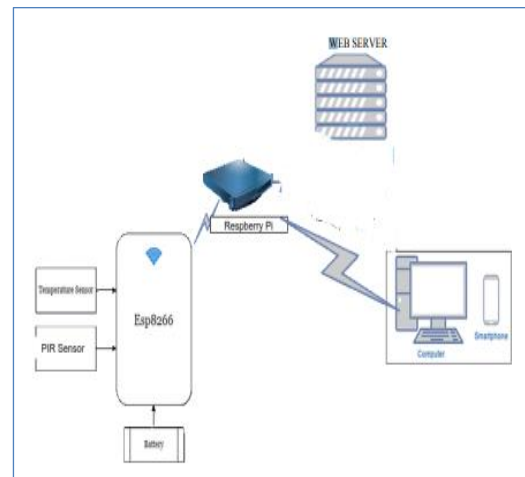 WEB SERVER
Respberry Pi
Temperature Sensor
Esp8266
PIR Sensor
Computer
Smartphone
Battery